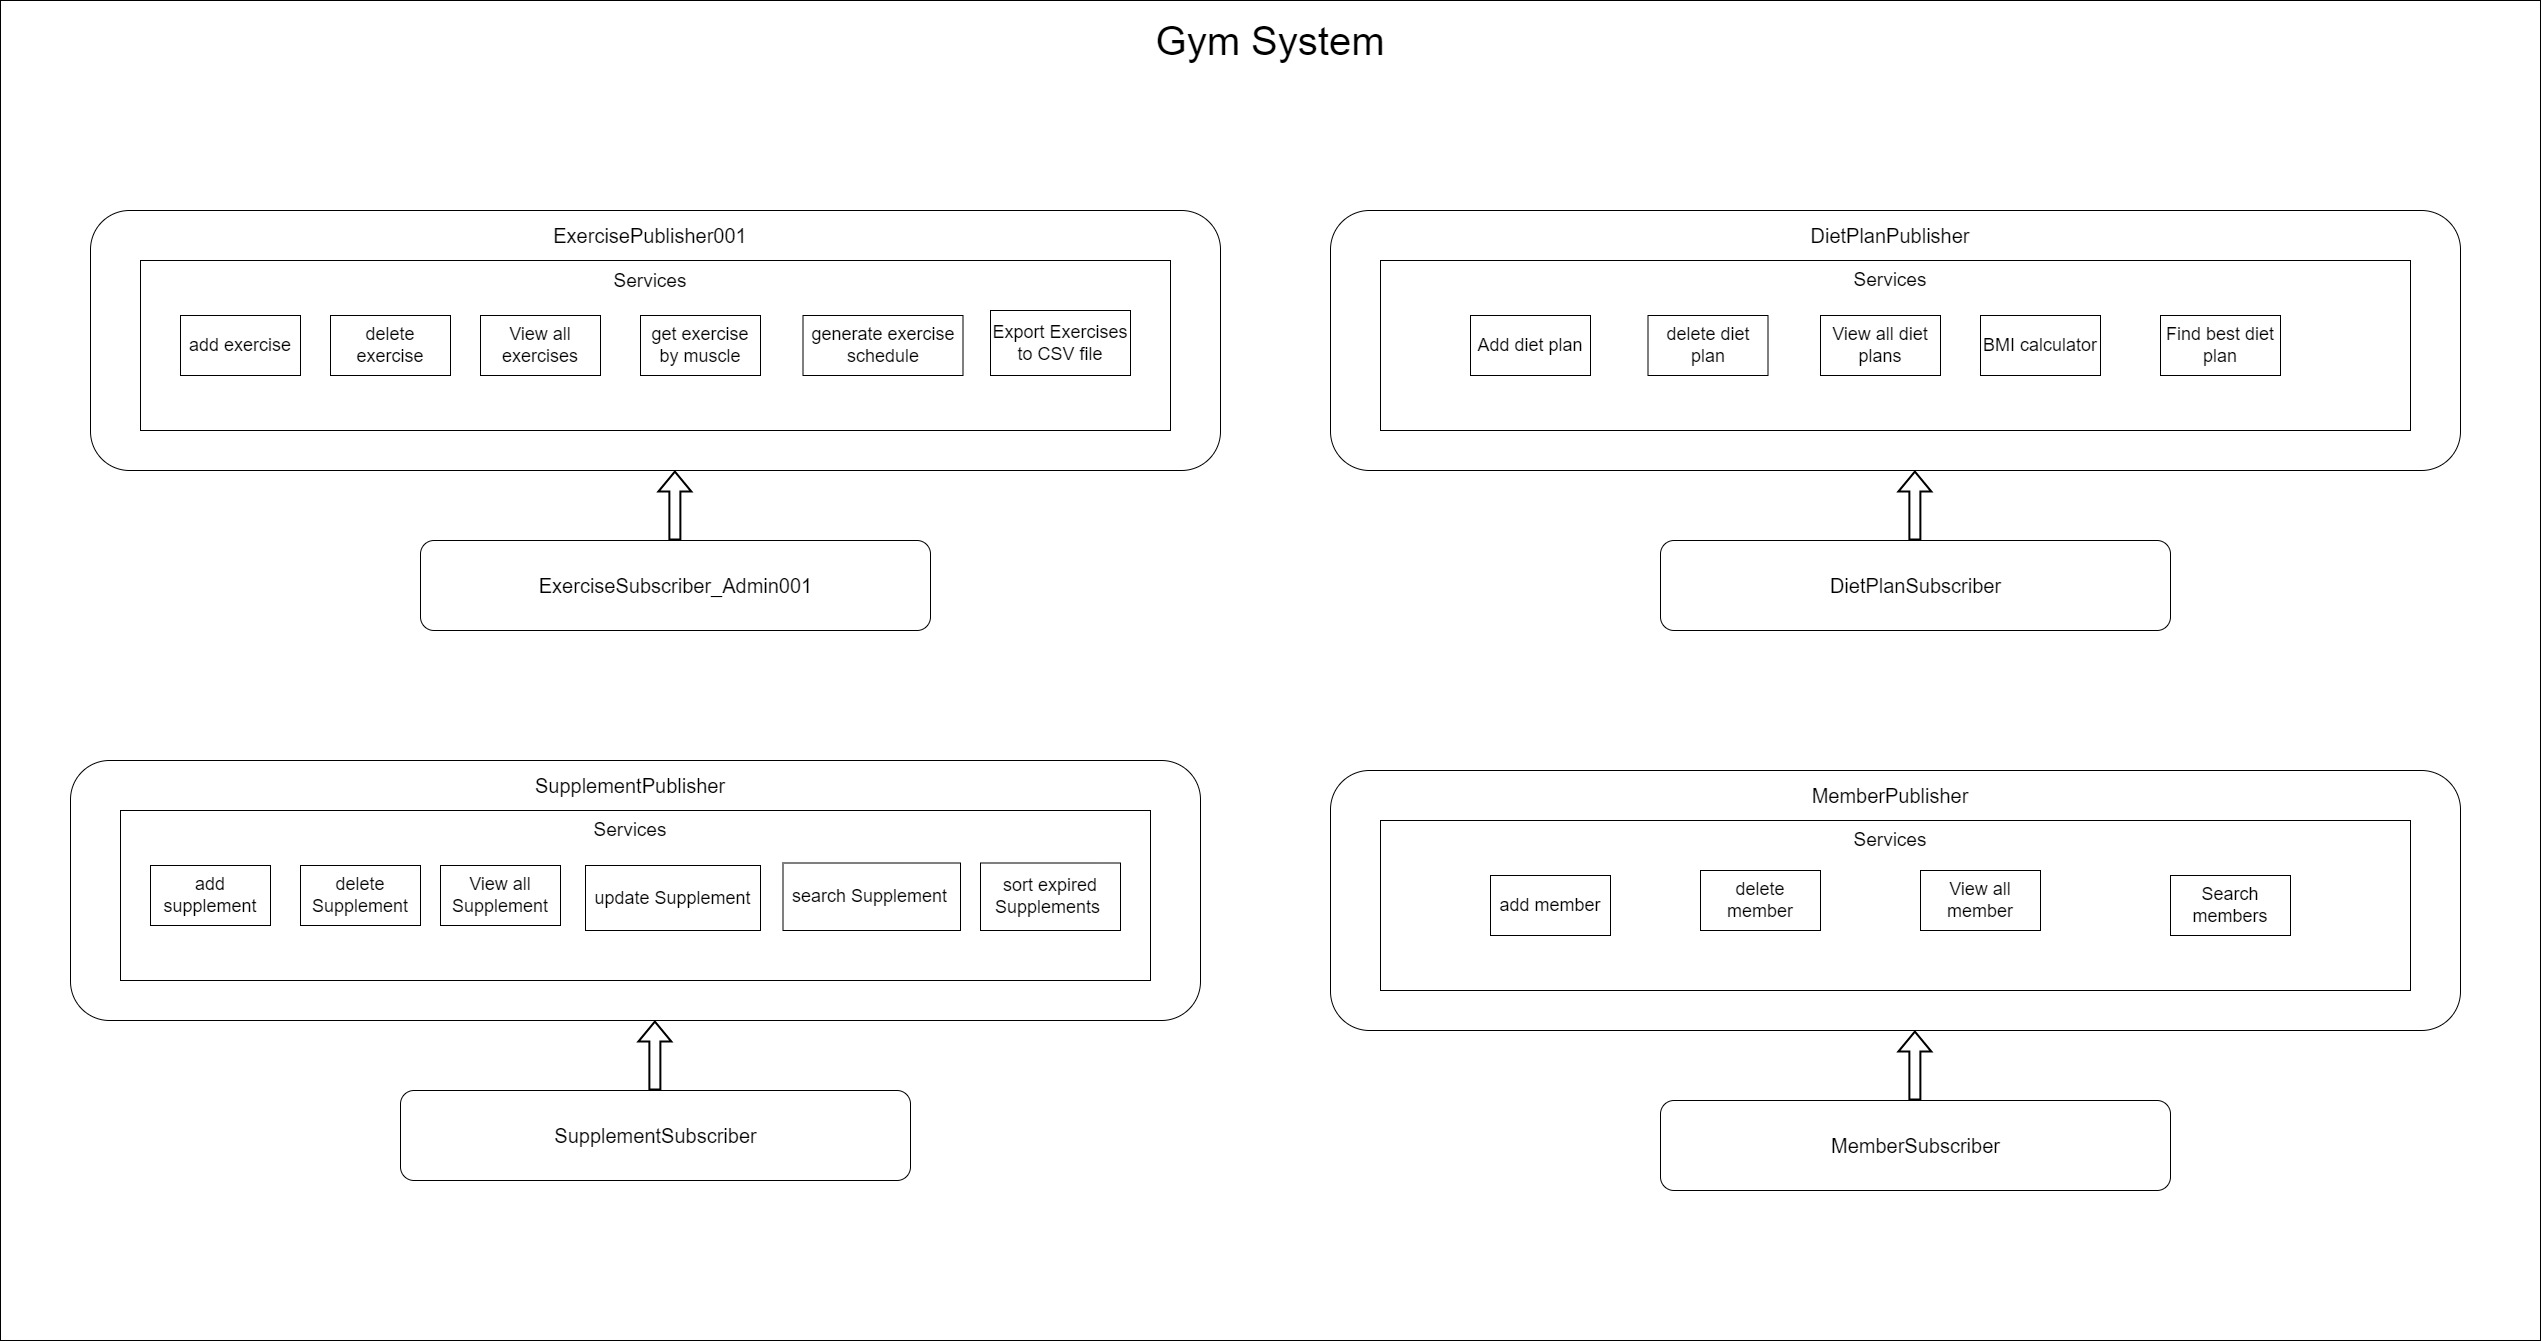 Gym System
ExercisePublisher001
Services
add exercise
delete
exercise
View all
exercises
get exercise
by muscle
generate exercise
schedule
Export Exercises
to CSV file
ExerciseSubscriber_Admin001
DietPlanPublisher
Services
Add diet plan
delete diet
plan
View all diet
plans
BMI calculator
Find best diet
plan
DietPlanSubscriber
SupplementPublisher
Services
add
supplement
delete
Supplement
View all
Supplement
update Supplement
search Supplement
sort expired
Supplements
SupplementSubscriber
MemberPublisher
Services
add member
delete
member
View all
member
Search
members
MemberSubscriber